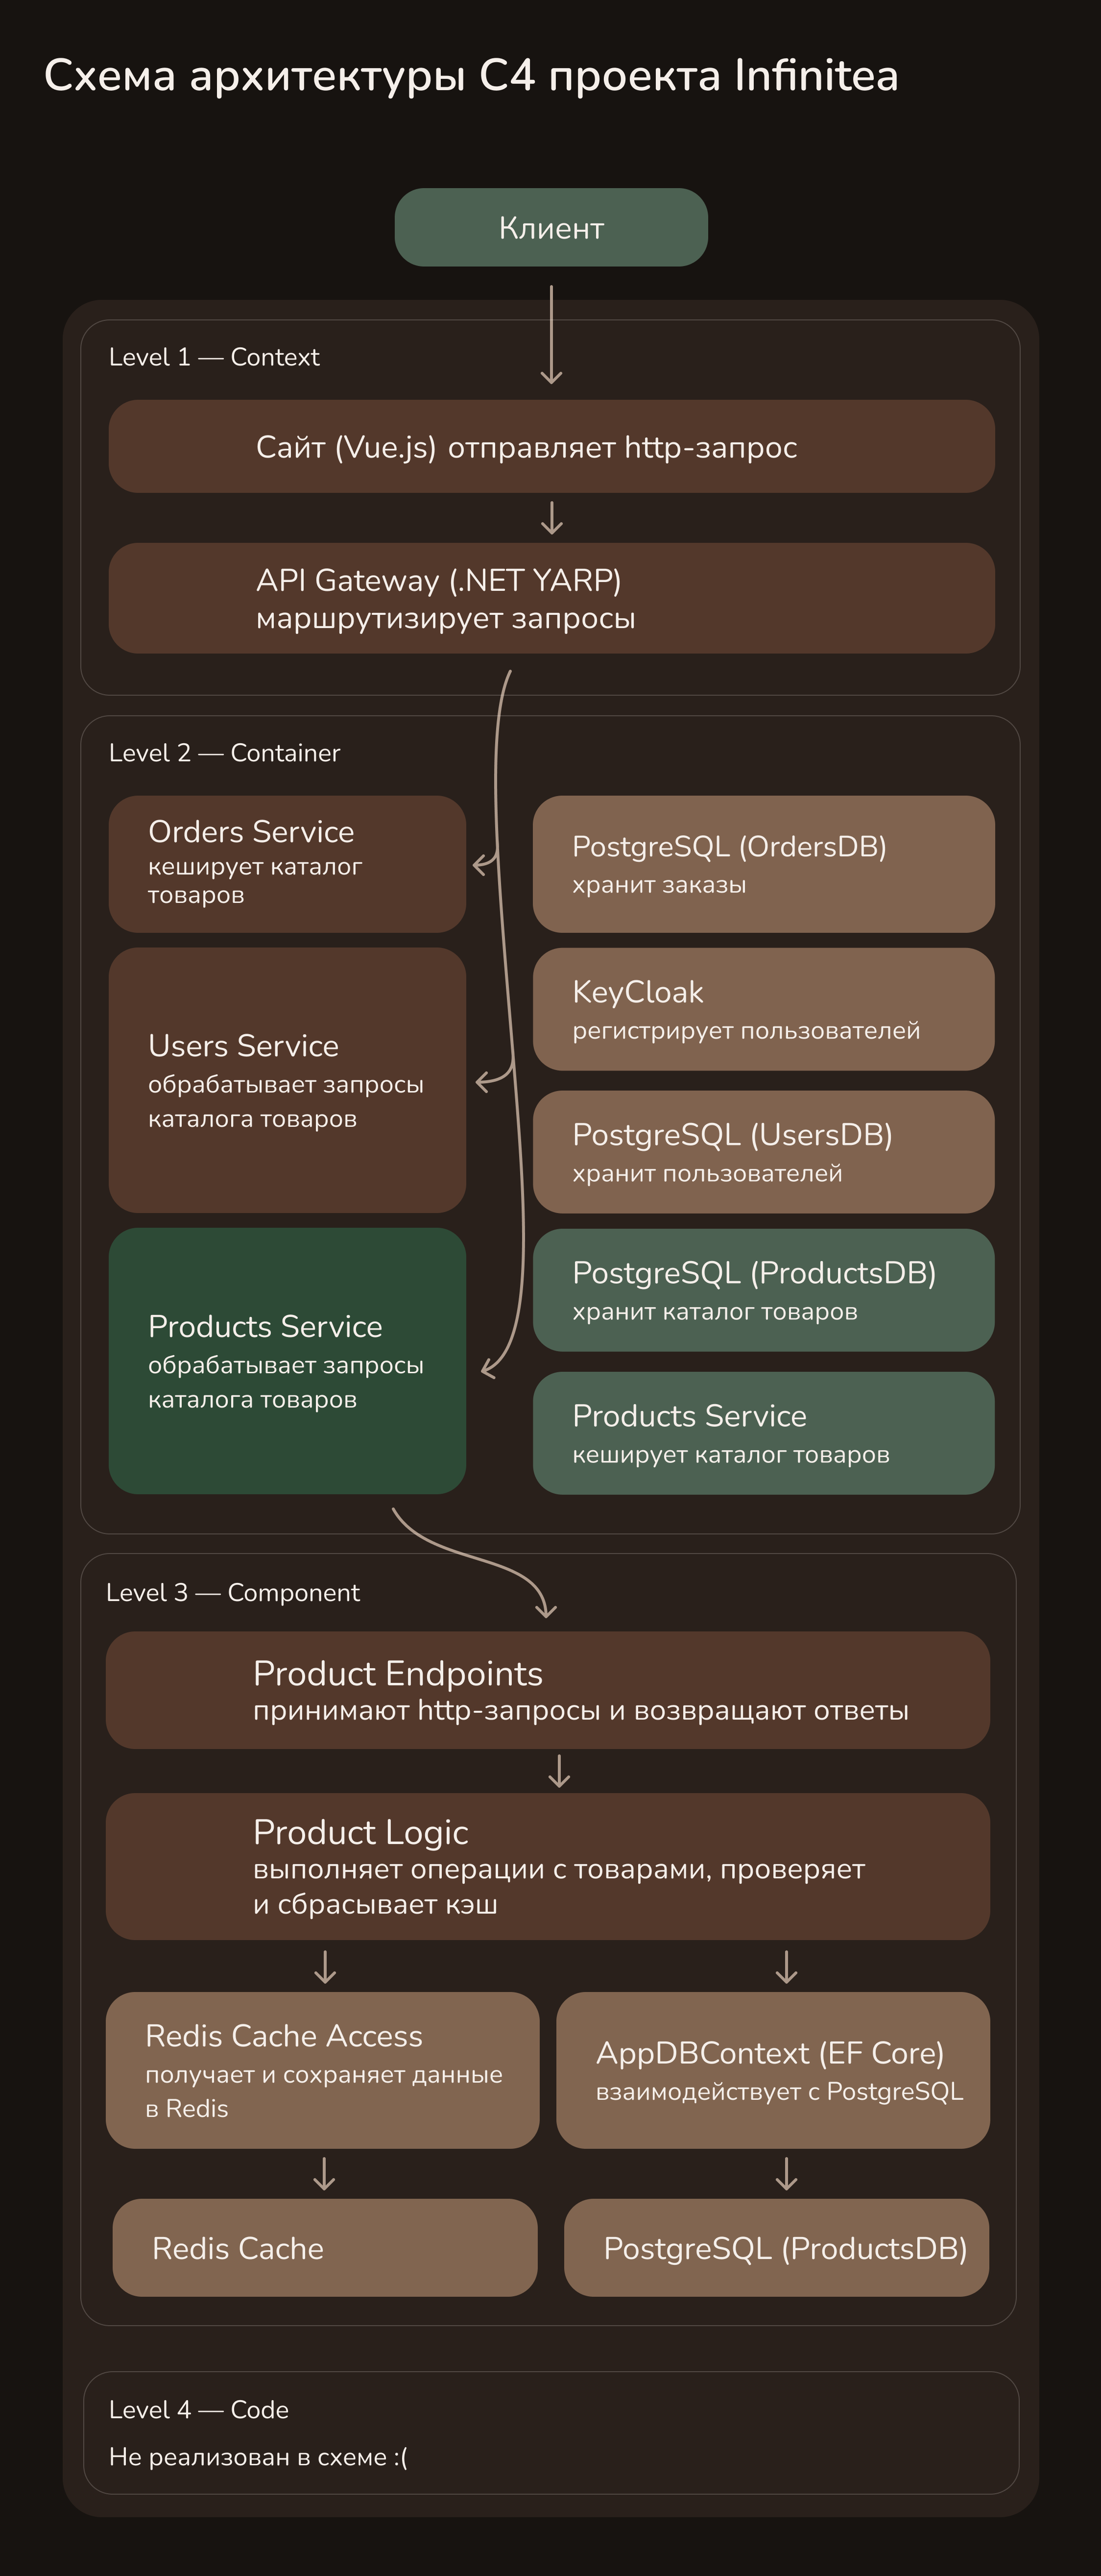 Схема архитектуры C4 проекта Infinitea
Клиент
Level 1 — Context
Сайт (Vue.js) отправляет http-запрос
API Gateway (.NET YARP)
маршрутизирует запросы
Level 2 — Container
Orders Service
кеширует каталог
товаров
PostgreSQL (OrdersDB)
хранит заказы
Users Service
обрабатывает запросы
каталога товаров
KeyCloak
регистрирует пользователей
PostgreSQL (UsersDB)
хранит пользователей
Products Service
обрабатывает запросы
каталога товаров
PostgreSQL (ProductsDB)
хранит каталог товаров
Products Service
кеширует каталог товаров
Level 3 — Component
Product Endpoints
принимают http-запросы и возвращают ответы
Product Logic
выполняет операции с товарами, проверяет
и сбрасывает кэш
Redis Cache Access
получает и сохраняет данные
в Redis
AppDBContext (EF Core)
взаимодействует с PostgreSQL
Redis Cache
PostgreSQL (ProductsDB)
Level 4 — Code
Не реализован в схеме :(